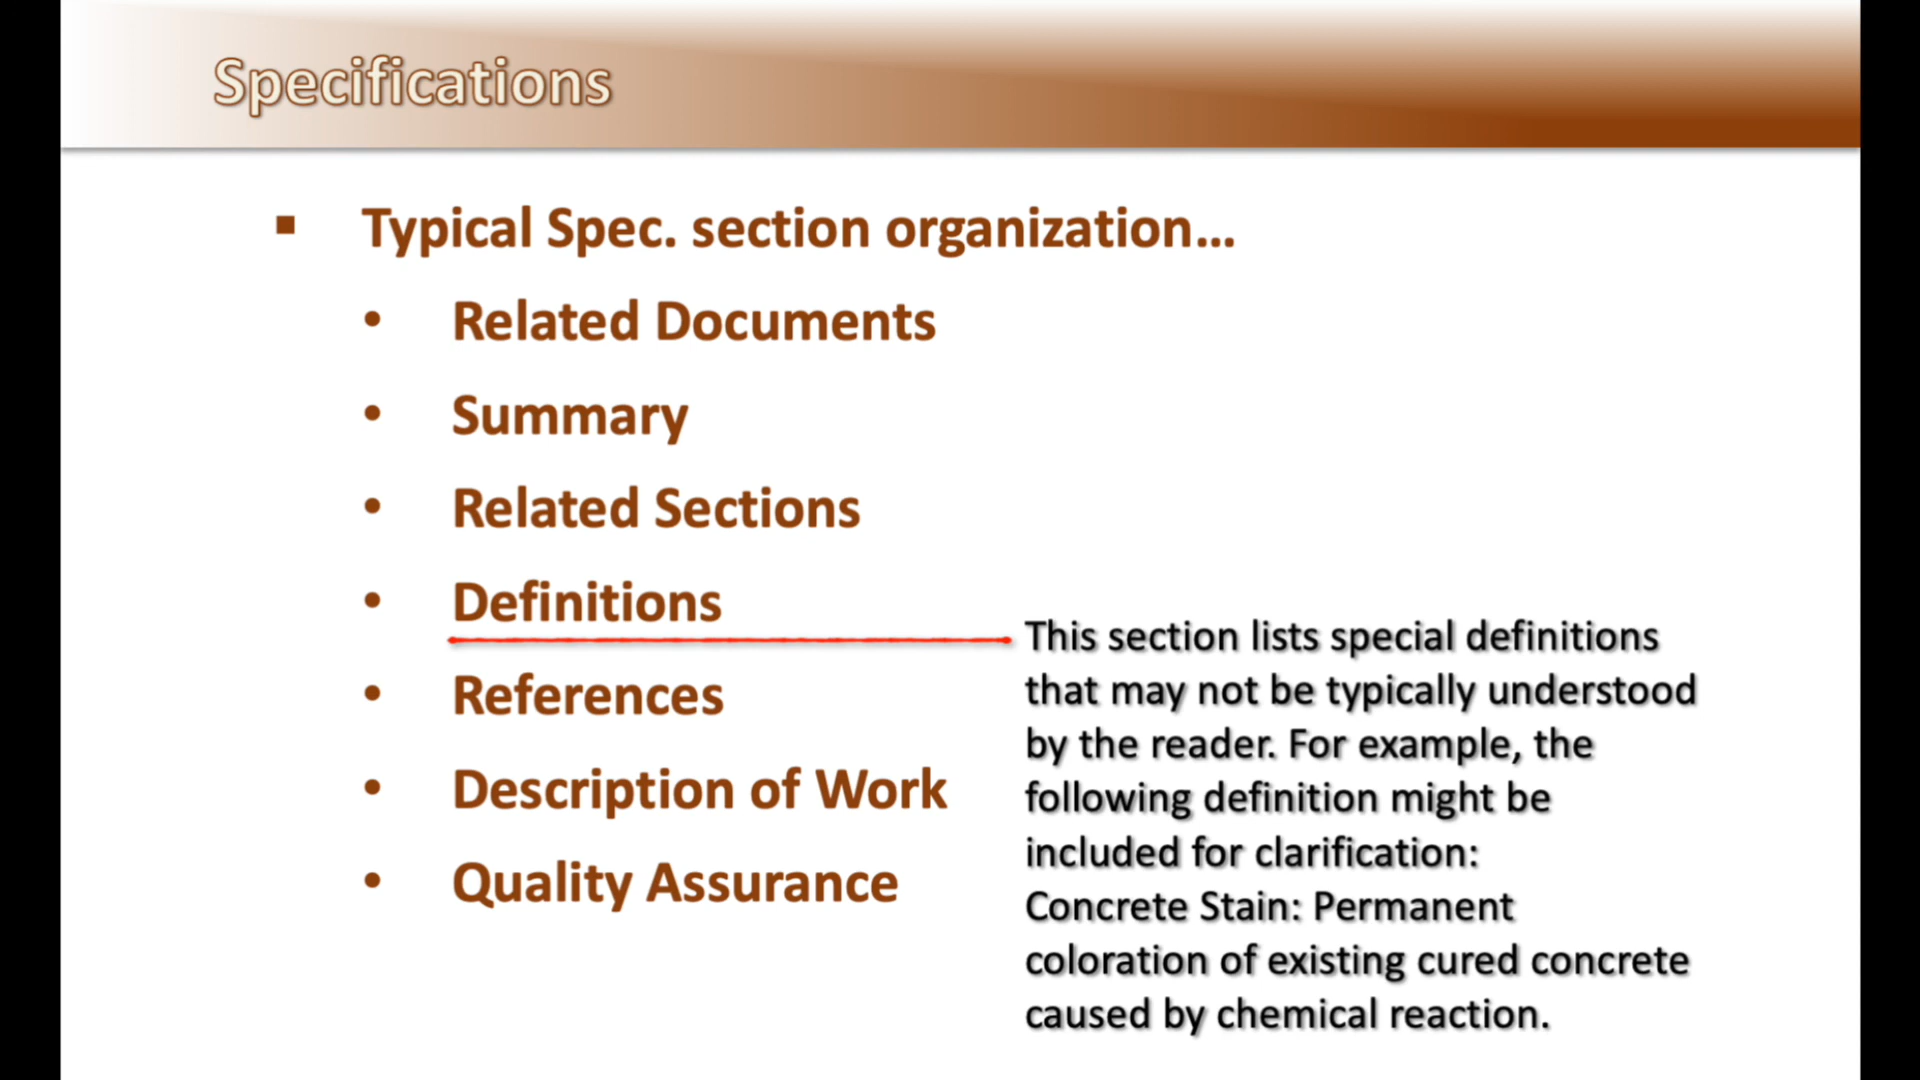 Specifications
Typical Spec. section organization...
Related Documents
Summary
Related Sections
Definitions
References
Description of Work
Quality Assurance
This section lists special definitions
that may not be typically understood
by the reader. For example, the
following definition might be
included for clarification:
Concrete Stain: Permanent
coloration of existing cured concrete
caused by chemical reaction.